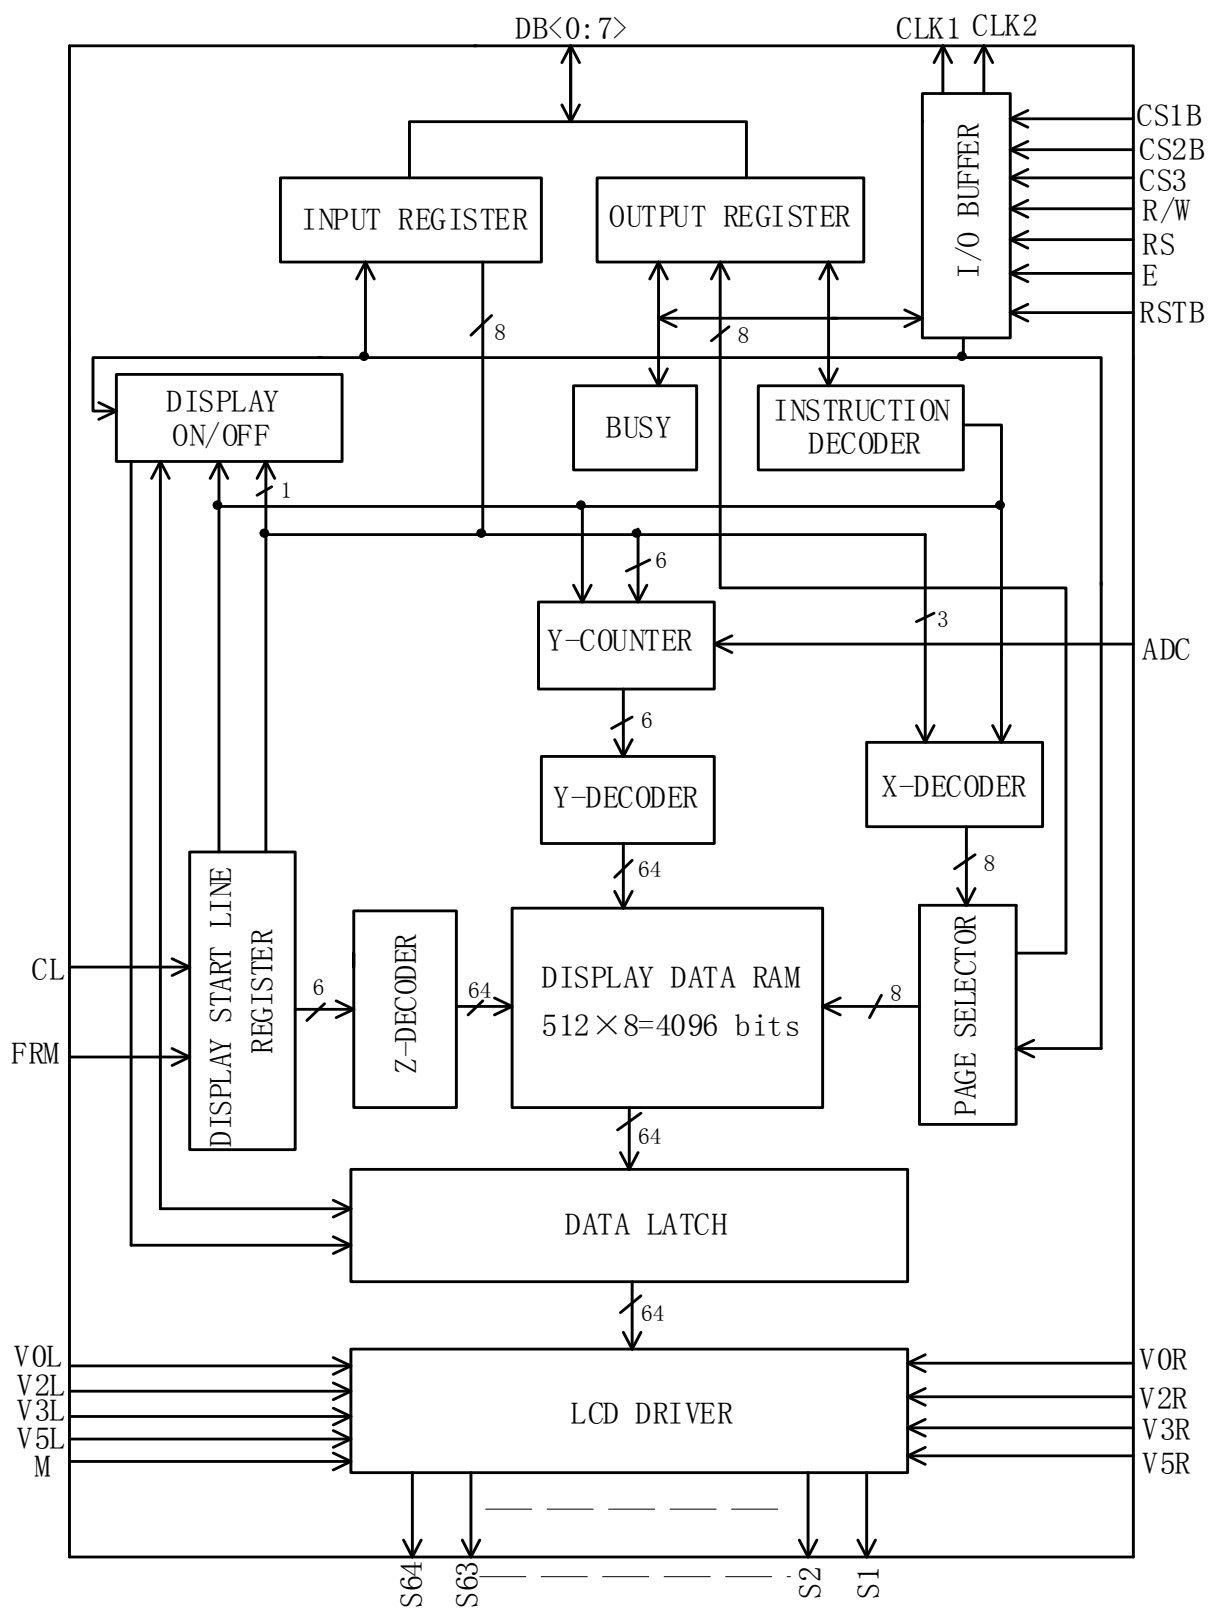 DB<0:7>
CLK1
CLK2
CS1B
CS2B
CS3
R/W
RS
E
RSTB
I/O BUFFER
INPUT REGISTER
OUTPUT REGISTER
8
8
DISPLAY
ON/OFF
BUSY
INSTRUCTION
DECODER
1
6
3
Y-COUNTER
ADC
6
Y-DECODER
X-DECODER
64
8
DISPLAY START LINE
REGISTER
CL
FRM
6
Z-DECODER
64
DISPLAY DATA RAM
512×8=4096 bits
8
PAGE SELECTOR
64
DATA LATCH
64
V0L
V2L
V3L
V5L
M
LCD DRIVER
V0R
V2R
V3R
V5R
S64
S63
S2
S1